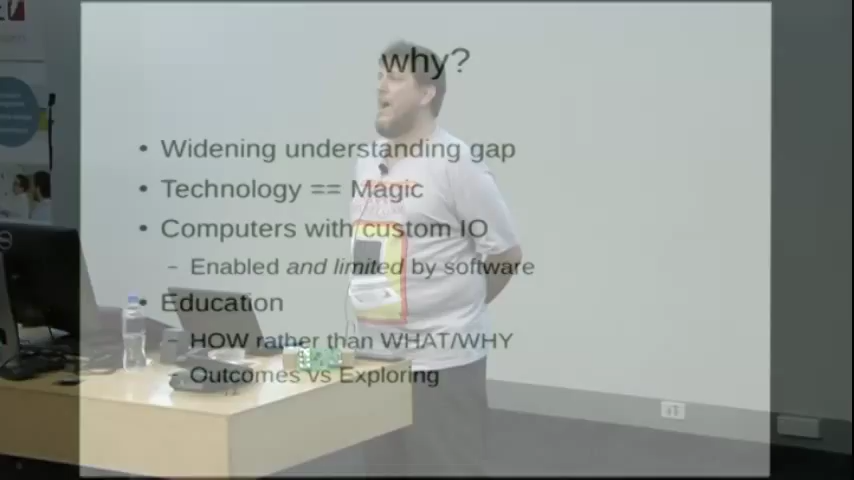 why?
• Widening understanding gap
• Technology == Magic
• Computers with custom IO
– Enabled and limited by software
• Education
– HOW rather than WHAT/WHY
– Outcomes vs Exploring